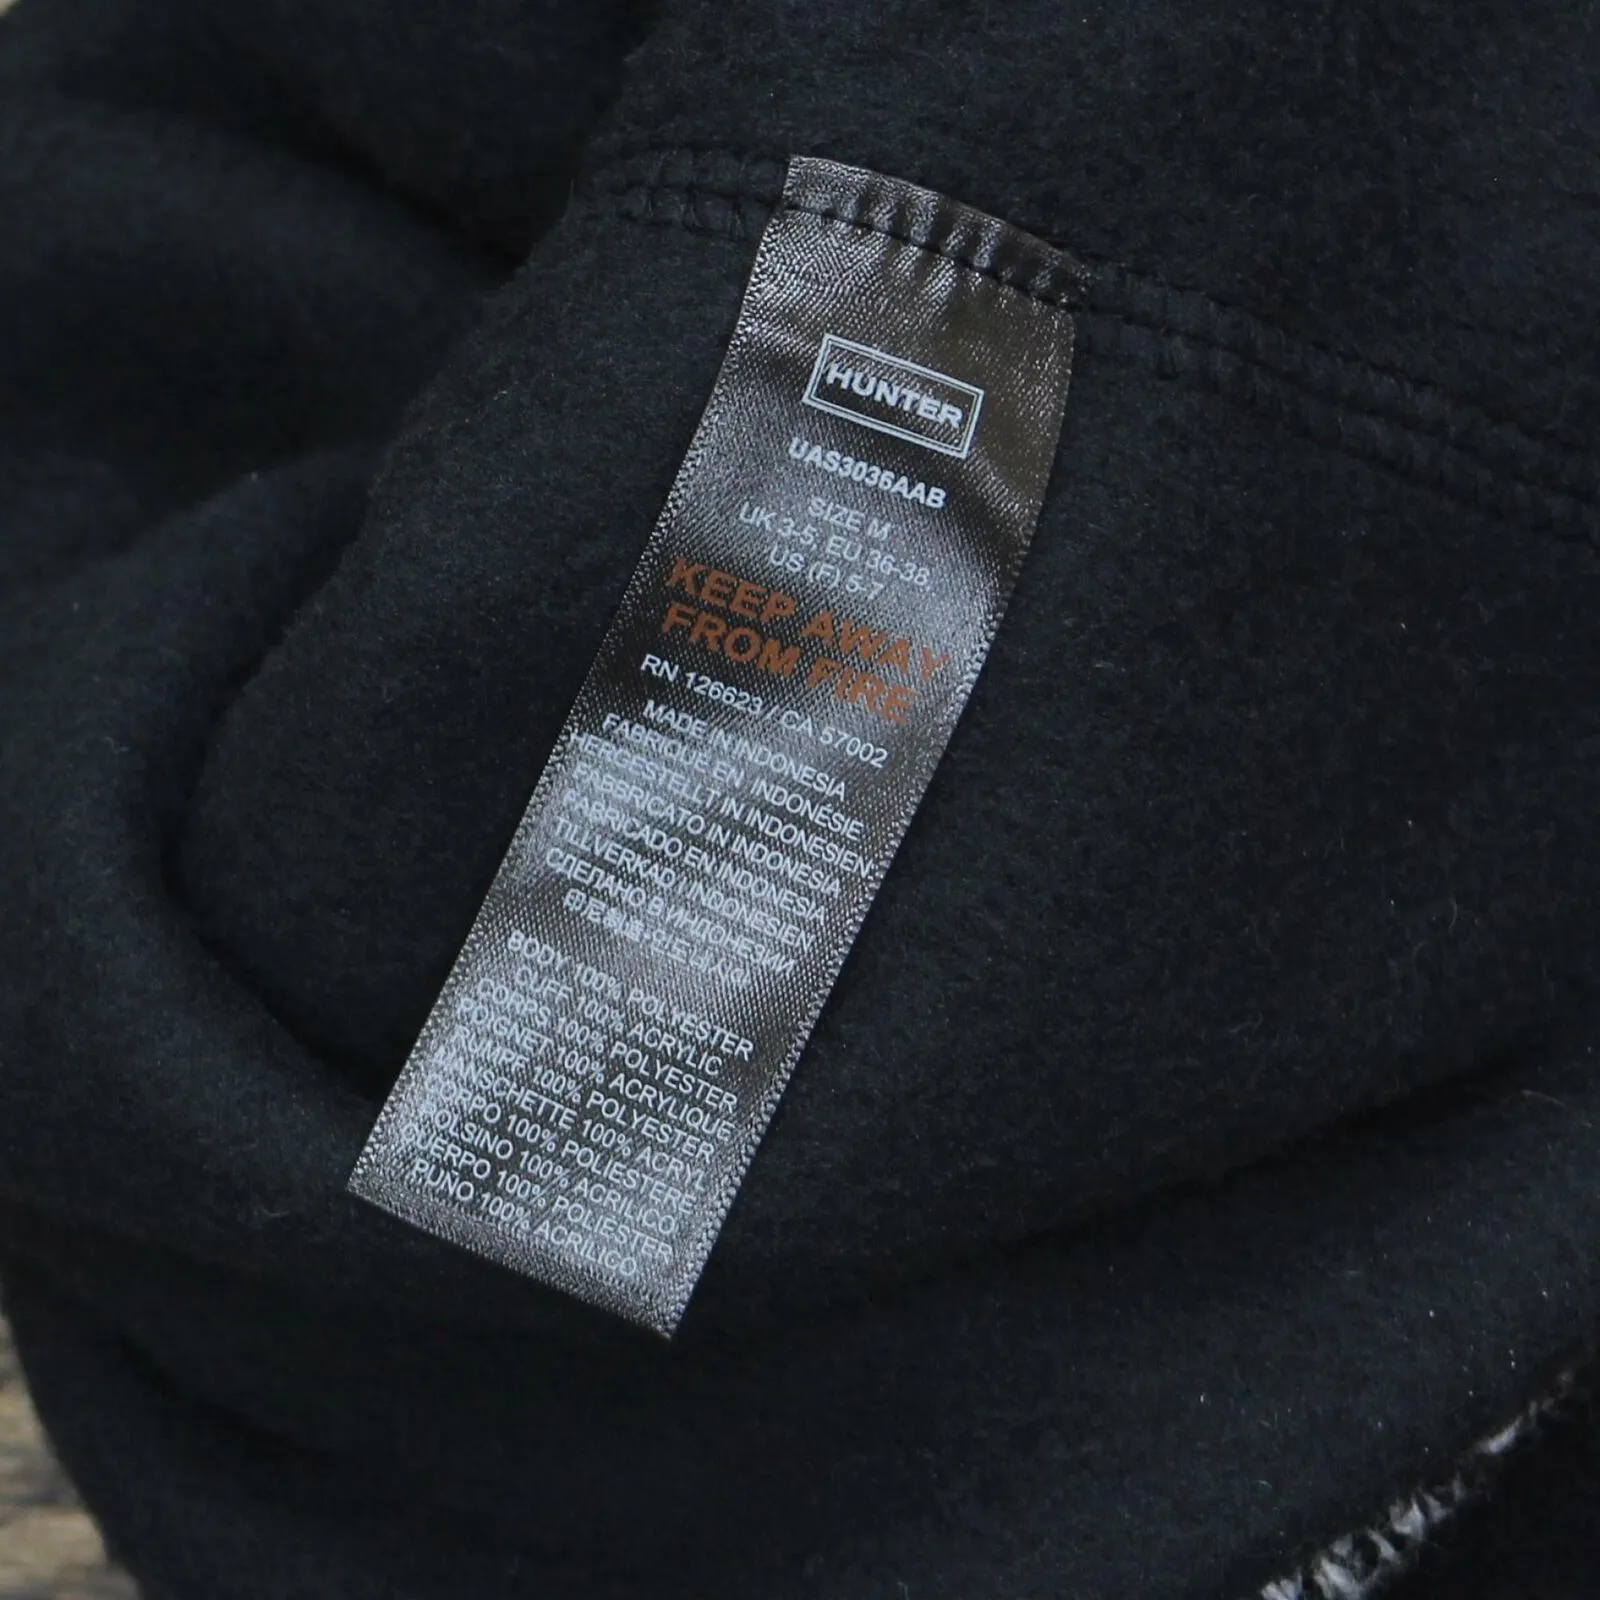 HUNTER
UAS3036AAB
SIZE M
UK 3-5, EU 36-38,
US (F) 5-7
KEEP AWAY
FROM FIRE
RN 126623 / CA 57002
MADE IN INDONESIA
FABRIQUÉ EN INDONÉSIE
HERGESTELLT IN INDONESIEN
FABBRICATO IN INDONESIA
FABRICADO EN INDONESIA
TILLVERKAD I INDONESIEN
СДЕЛАНО В ИНДОНЕЗИИ
BODY 100% POLYESTER
CUFF 100% ACRYLIC
CORPS 100% POLYESTER
POIGNET 100% ACRYLIQUE
RUMPF 100% POLYESTER
MANSCHETTE 100% ACRYL
CORPO 100% POLIESTERE
POLSINO 100% ACRILICO
CUERPO 100% POLIESTER
PUNO 100% ACRILICO